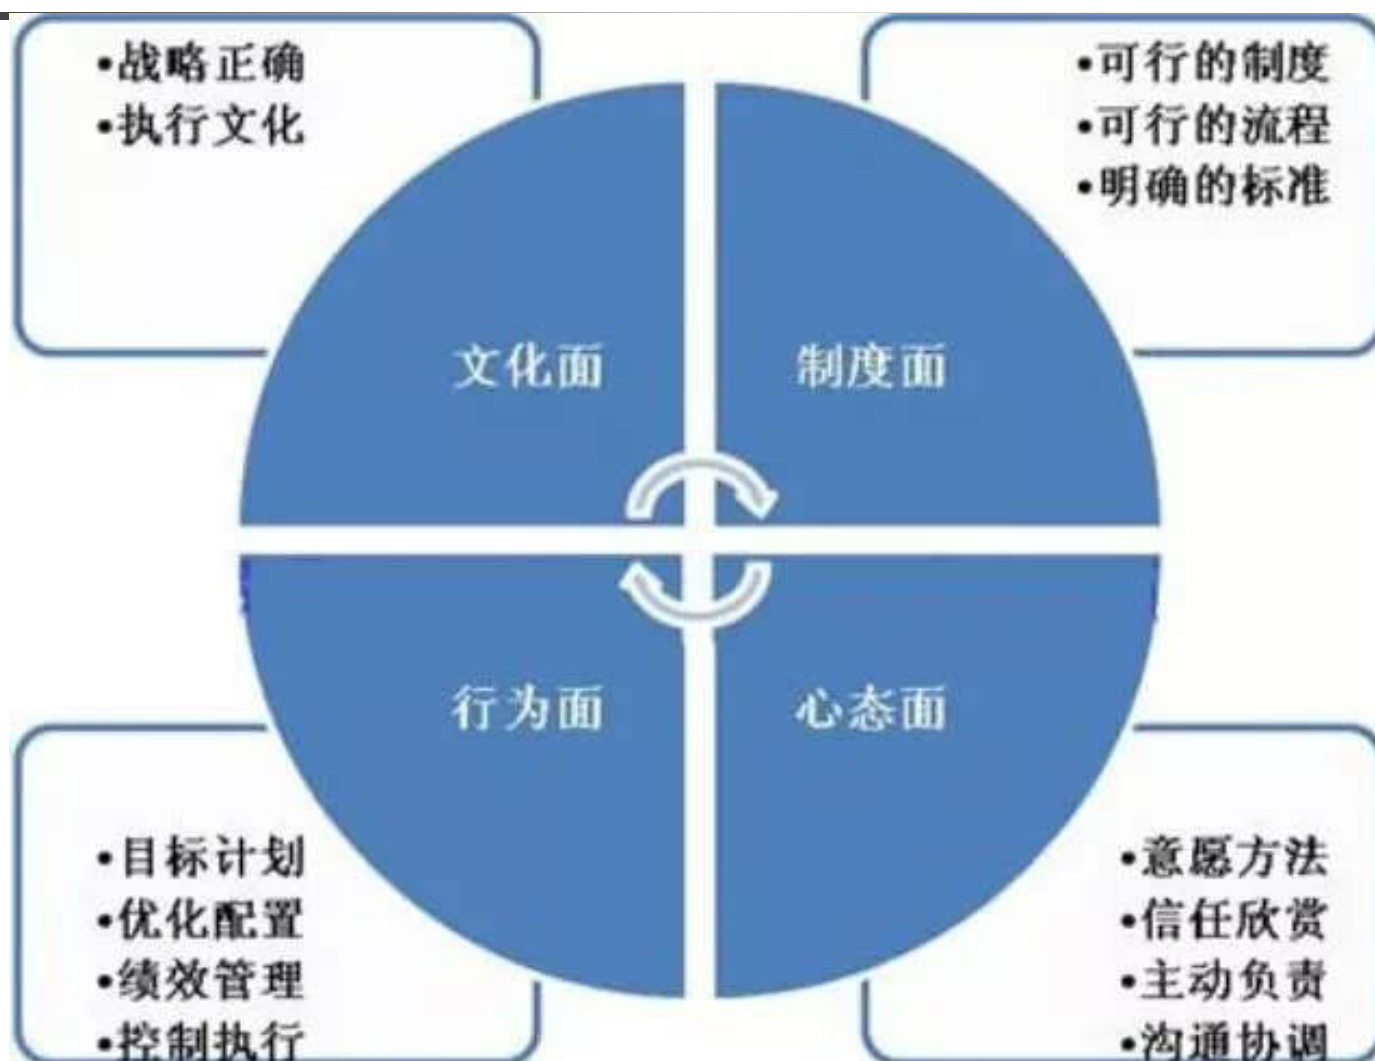 •战略正确
•执行文化
•可行的制度
•可行的流程
•明确的标准
文化面
制度面
行为面
心态面
•目标计划
•优化配置
•绩效管理
•控制执行
•意愿方法
•信任欣赏
•主动负责
•沟通协调